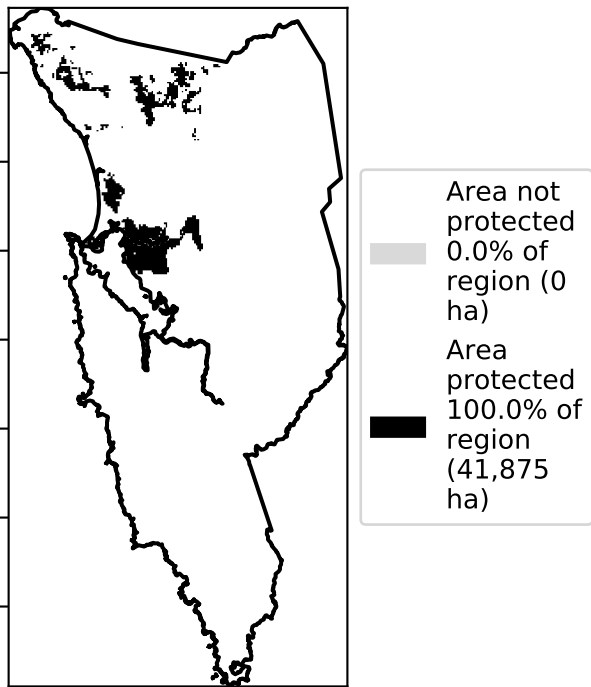 Area not
protected
0.0% of
region (0
ha)
Area
protected
100.0% of
region
(41,875
ha)